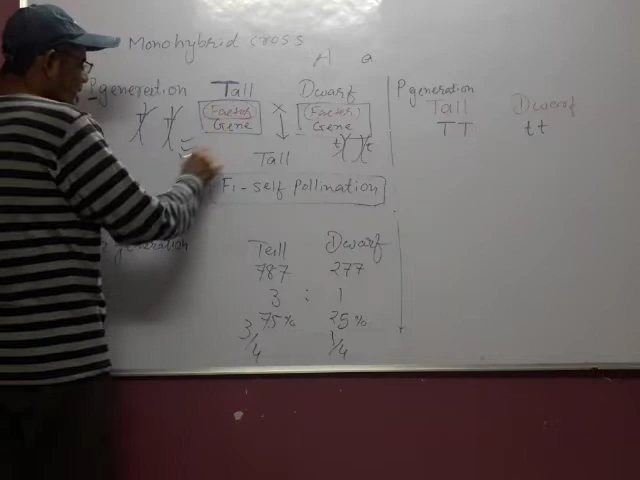 Monohybrid cross
A a
P generation Tall Dwarf
(Factor) × (Factor)
Gene Gene
t t
Tall
F1 - self Pollination
generation Tall Dwarf
787 277
3 : 1
75% 25%
3/4 1/4
P generation
Tall Dwarf
TT tt